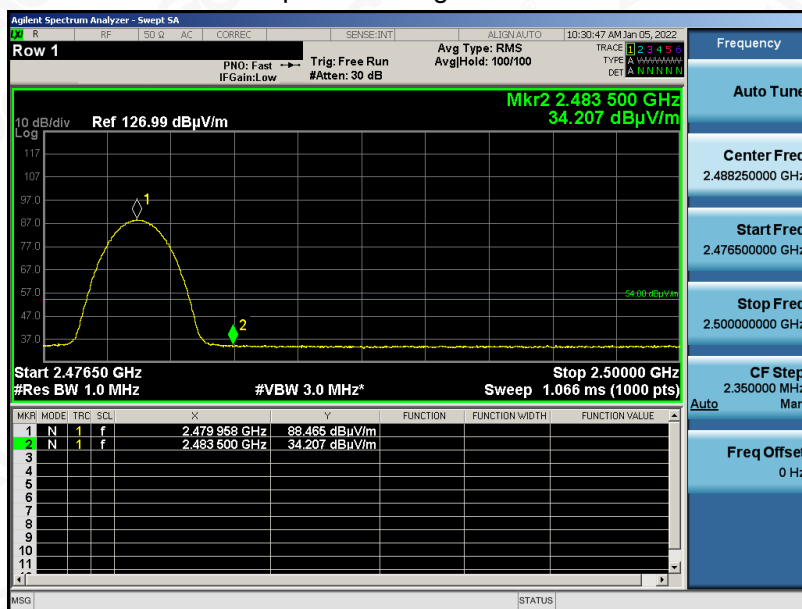 Agilent Spectrum Analyzer - Swept SA
LXI R RF 50 Ω AC CORREC SENSE:INT ALIGN AUTO 10:30:47 AM Jan 05, 2022
Row 1
PNO: Fast
IFGain:Low
Trig: Free Run
#Atten: 30 dB
Avg Type: RMS
Avg|Hold: 100/100
TRACE 1 2 3 4 5 6
TYPE A WWWWW
DET A N N N N N
Mkr2 2.483 500 GHz
34.207 dBµV/m
10 dB/div Ref 126.99 dBµV/m
Log
117
107
97.0
87.0
77.0
67.0
57.0
47.0
37.0
1
2
54.00 dBµV/m
Start 2.47650 GHz Stop 2.50000 GHz
#Res BW 1.0 MHz #VBW 3.0 MHz* Sweep 1.066 ms (1000 pts)
MKR MODE TRC SCL X Y FUNCTION FUNCTION WIDTH FUNCTION VALUE
1 N 1 f 2.479 958 GHz 88.465 dBµV/m
2 N 1 f 2.483 500 GHz 34.207 dBµV/m
3
4
5
6
7
8
9
10
11
MSG STATUS
Frequency
Auto Tune
Center Freq
2.488250000 GHz
Start Freq
2.476500000 GHz
Stop Freq
2.500000000 GHz
CF Step
2.350000 MHz
Auto Man
Freq Offset
0 Hz